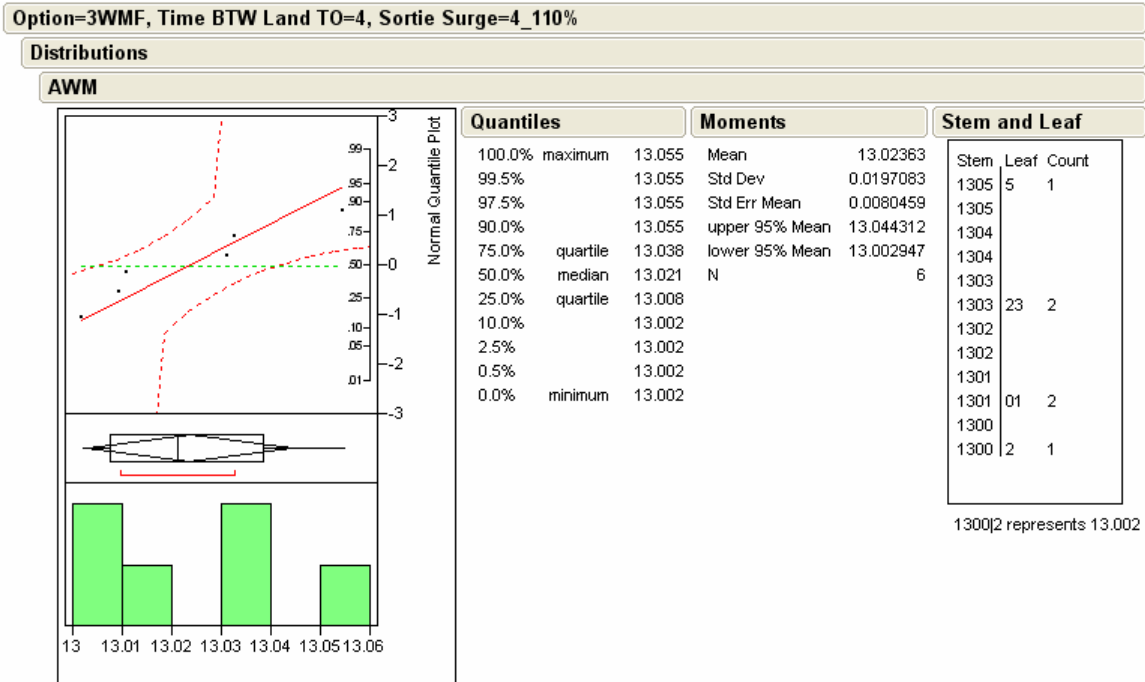 Option=3WMF, Time BTW Land TO=4, Sortie Surge=4_110%
Distributions
AWM
3
2
1
0
-1
-2
-3
.99
.95
.90
.75
.50
.25
.10
.05
.01
Normal Quantile Plot
13 13.01 13.02 13.03 13.04 13.05 13.06
Quantiles
100.0% maximum 13.055
99.5% 13.055
97.5% 13.055
90.0% 13.055
75.0% quartile 13.038
50.0% median 13.021
25.0% quartile 13.008
10.0% 13.002
2.5% 13.002
0.5% 13.002
0.0% minimum 13.002
Moments
Mean 13.02363
Std Dev 0.0197083
Std Err Mean 0.0080459
upper 95% Mean 13.044312
lower 95% Mean 13.002947
N 6
Stem and Leaf
Stem Leaf Count
1305 5 1
1305
1304
1304
1303
1303 23 2
1302
1302
1301
1301 01 2
1300
1300 2 1
1300|2 represents 13.002